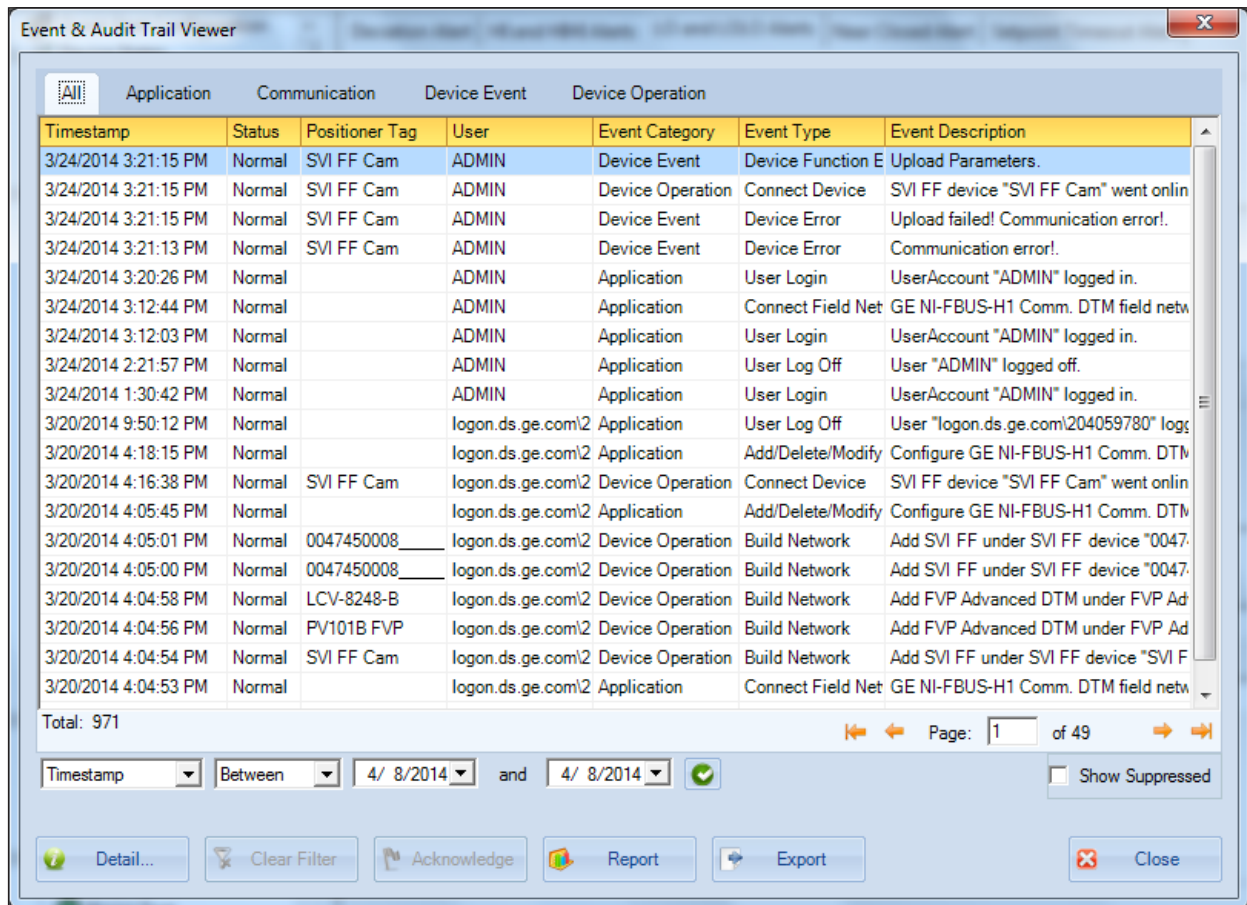 Event & Audit Trail Viewer
All Application Communication Device Event Device Operation
Timestamp Status Positioner Tag User Event Category Event Type Event Description
3/24/2014 3:21:15 PM Normal SVI FF Cam ADMIN Device Event Device Function E Upload Parameters.
3/24/2014 3:21:15 PM Normal SVI FF Cam ADMIN Device Operation Connect Device SVI FF device "SVI FF Cam" went onlin
3/24/2014 3:21:15 PM Normal SVI FF Cam ADMIN Device Event Device Error Upload failed! Communication error!.
3/24/2014 3:21:13 PM Normal SVI FF Cam ADMIN Device Event Device Error Communication error!.
3/24/2014 3:20:26 PM Normal ADMIN Application User Login UserAccount "ADMIN" logged in.
3/24/2014 3:12:44 PM Normal ADMIN Application Connect Field Net GE NI-FBUS-H1 Comm. DTM field netw
3/24/2014 3:12:03 PM Normal ADMIN Application User Login UserAccount "ADMIN" logged in.
3/24/2014 2:21:57 PM Normal ADMIN Application User Log Off User "ADMIN" logged off.
3/24/2014 1:30:42 PM Normal ADMIN Application User Login UserAccount "ADMIN" logged in.
3/20/2014 9:50:12 PM Normal logon.ds.ge.com\2 Application User Log Off User "logon.ds.ge.com\204059780" logg
3/20/2014 4:18:15 PM Normal logon.ds.ge.com\2 Application Add/Delete/Modify Configure GE NI-FBUS-H1 Comm. DTM
3/20/2014 4:16:38 PM Normal SVI FF Cam logon.ds.ge.com\2 Device Operation Connect Device SVI FF device "SVI FF Cam" went onlin
3/20/2014 4:05:45 PM Normal logon.ds.ge.com\2 Application Add/Delete/Modify Configure GE NI-FBUS-H1 Comm. DTM
3/20/2014 4:05:01 PM Normal 0047450008_____ logon.ds.ge.com\2 Device Operation Build Network Add SVI FF under SVI FF device "0047
3/20/2014 4:05:00 PM Normal 0047450008_____ logon.ds.ge.com\2 Device Operation Build Network Add SVI FF under SVI FF device "0047
3/20/2014 4:04:58 PM Normal LCV-8248-B logon.ds.ge.com\2 Device Operation Build Network Add FVP Advanced DTM under FVP Ad
3/20/2014 4:04:56 PM Normal PV101B FVP logon.ds.ge.com\2 Device Operation Build Network Add FVP Advanced DTM under FVP Ad
3/20/2014 4:04:54 PM Normal SVI FF Cam logon.ds.ge.com\2 Device Operation Build Network Add SVI FF under SVI FF device "SVI F
3/20/2014 4:04:53 PM Normal logon.ds.ge.com\2 Application Connect Field Net GE NI-FBUS-H1 Comm. DTM field netw
Total: 971 Page: 1 of 49
Timestamp Between 4/ 8/2014 and 4/ 8/2014 Show Suppressed
Detail... Clear Filter Acknowledge Report Export Close